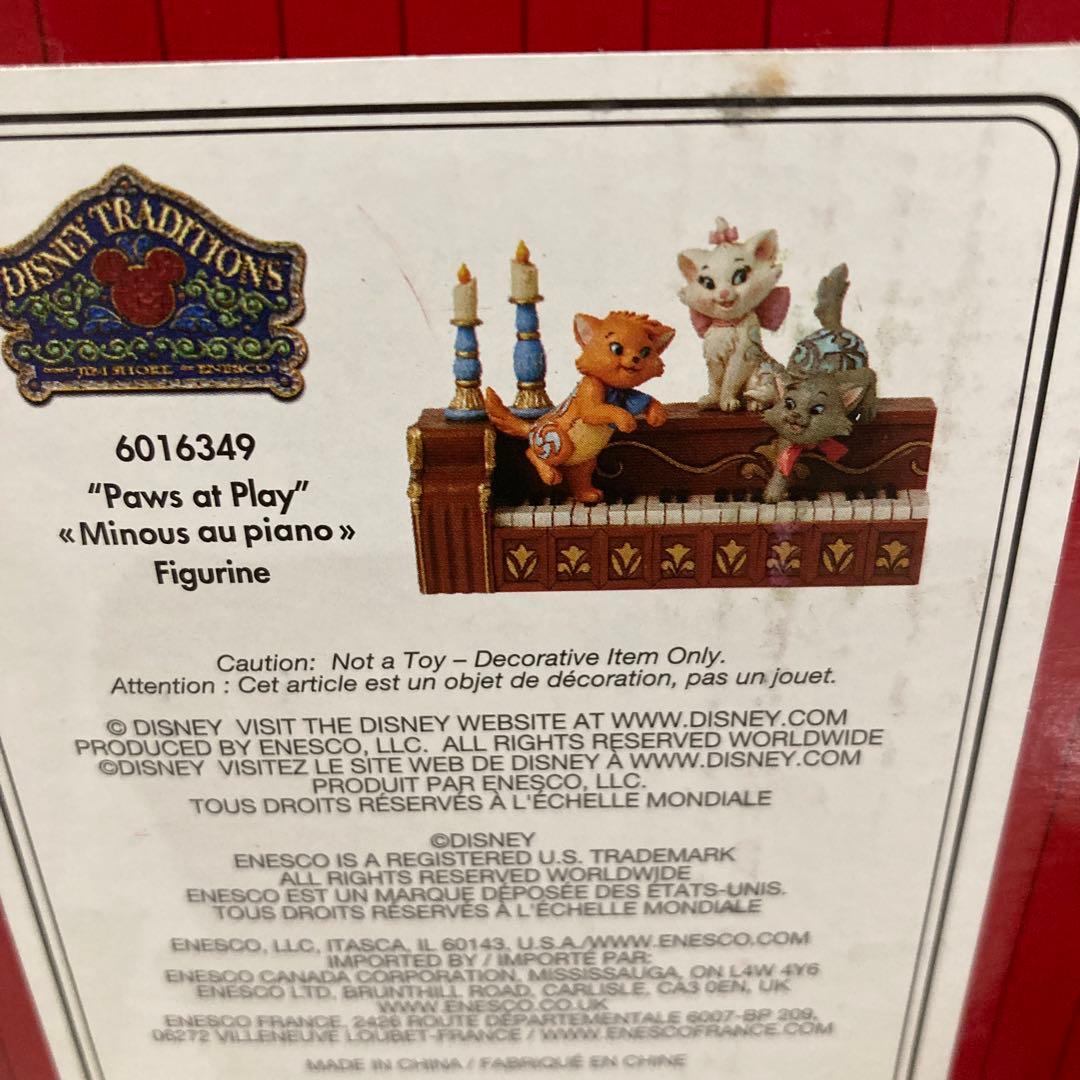 DISNEY TRADITIONS
JIM SHORE ENESCO
6016349
"Paws at Play"
«Minous au piano»
Figurine
Caution: Not a Toy – Decorative Item Only.
Attention : Cet article est un objet de décoration, pas un jouet.
© DISNEY VISIT THE DISNEY WEBSITE AT WWW.DISNEY.COM
PRODUCED BY ENESCO, LLC. ALL RIGHTS RESERVED WORLDWIDE
©DISNEY VISITEZ LE SITE WEB DE DISNEY À WWW.DISNEY.COM
PRODUIT PAR ENESCO, LLC.
TOUS DROITS RÉSERVÉS À L'ÉCHELLE MONDIALE
©DISNEY
ENESCO IS A REGISTERED U.S. TRADEMARK
ALL RIGHTS RESERVED WORLDWIDE
ENESCO EST UN MARQUE DÉPOSÉE DES ÉTATS-UNIS.
TOUS DROITS RÉSERVÉS À L'ÉCHELLE MONDIALE
ENESCO, LLC, ITASCA, IL 60143, U.S.A./WWW.ENESCO.COM
IMPORTED BY / IMPORTÉ PAR:
ENESCO CANADA CORPORATION, MISSISSAUGA, ON L4W 4Y6
ENESCO LTD. BRUNTHILL ROAD, CARLISLE, CA3 0EN, UK
WWW.ENESCO.CO.UK
ENESCO FRANCE, 2426 ROUTE DÉPARTEMENTALE 6007-BP 209,
06272 VILLENEUVE LOUBET-FRANCE / WWW.ENESCOFRANCE.COM
MADE IN CHINA / FABRIQUÉ EN CHINE